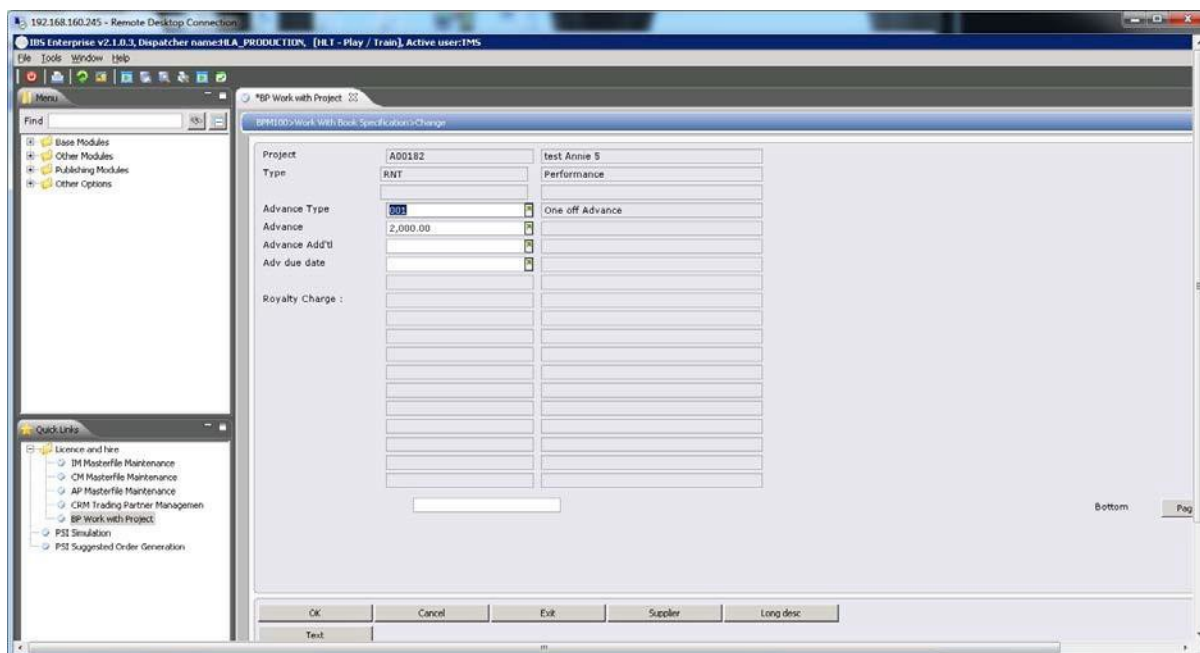 192.168.160.245 - Remote Desktop Connection
IBS Enterprise v2.1.0.3, Dispatcher name:HLA_PRODUCTION, [HLT - Play / Train], Active user:TMS
File Tools Window Help
Menu
*BP Work with Project
Find
BPM100>Work With Book Specification>Change
Base Modules
Other Modules
Publishing Modules
Other Options
Project A00182 test Annie 5
Type RNT Performance
Advance Type 001 One off Advance
Advance 2,000.00
Advance Add'tl
Adv due date
Royalty Charge :
Quick Links
Licence and hire
IM Masterfile Maintenance
CM Masterfile Maintenance
AP Masterfile Maintenance
CRM Trading Partner Managemen
BP Work with Project
PSI Simulation
PSI Suggested Order Generation
Bottom Pag
OK Cancel Exit Supplier Long desc
Text